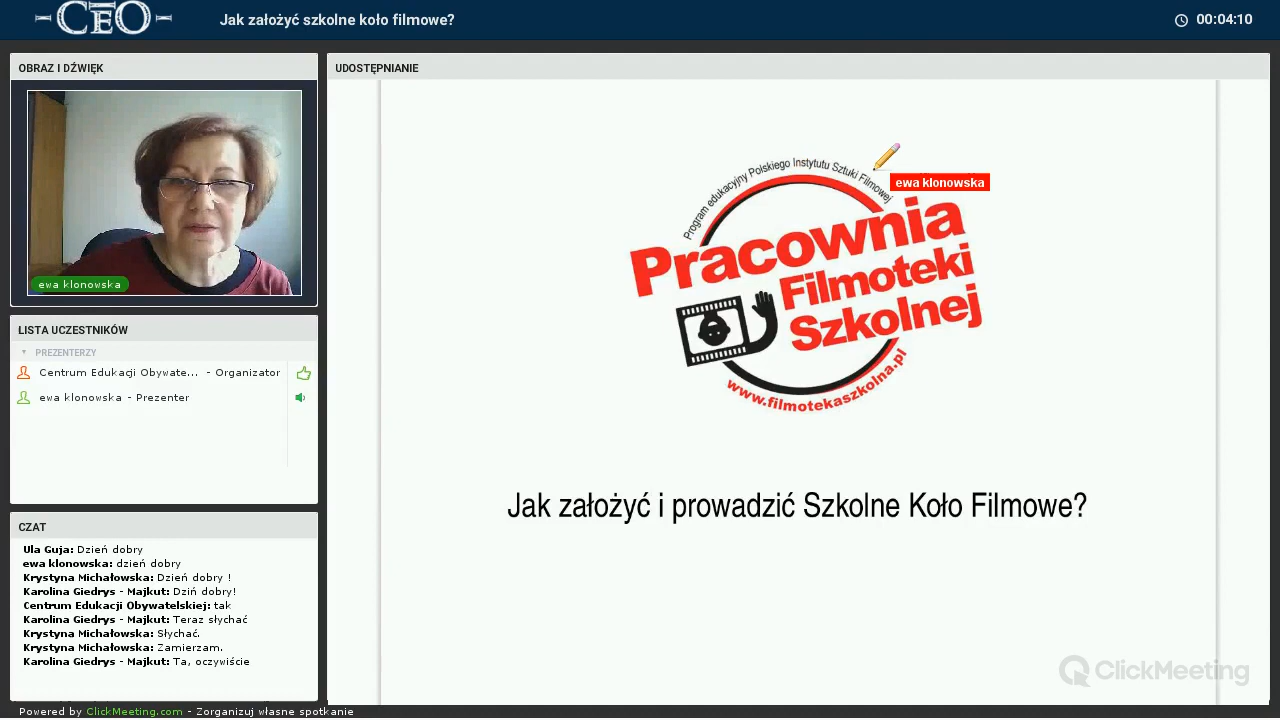 CEO
Jak założyć szkolne koło filmowe?
00:04:10
OBRAZ I DŹWIĘK
ewa klonowska
LISTA UCZESTNIKÓW
PREZENTERZY
Centrum Edukacji Obywate... - Organizator
ewa klonowska - Prezenter
CZAT
Ula Guja: Dzień dobry
ewa klonowska: dzień dobry
Krystyna Michałowska: Dzień dobry !
Karolina Giedrys - Majkut: Dziń dobry!
Centrum Edukacji Obywatelskiej: tak
Karolina Giedrys - Majkut: Teraz słychać
Krystyna Michałowska: Słychać.
Krystyna Michałowska: Zamierzam.
Karolina Giedrys - Majkut: Ta, oczywiście
Powered by ClickMeeting.com - Zorganizuj własne spotkanie
UDOSTĘPNIANIE
Program edukacyjny Polskiego Instytutu Sztuki Filmowej
ewa klonowska
Pracownia
Filmoteki
Szkolnej
www.filmotekaszkolna.pl
Jak założyć i prowadzić Szkolne Koło Filmowe?
ClickMeeting